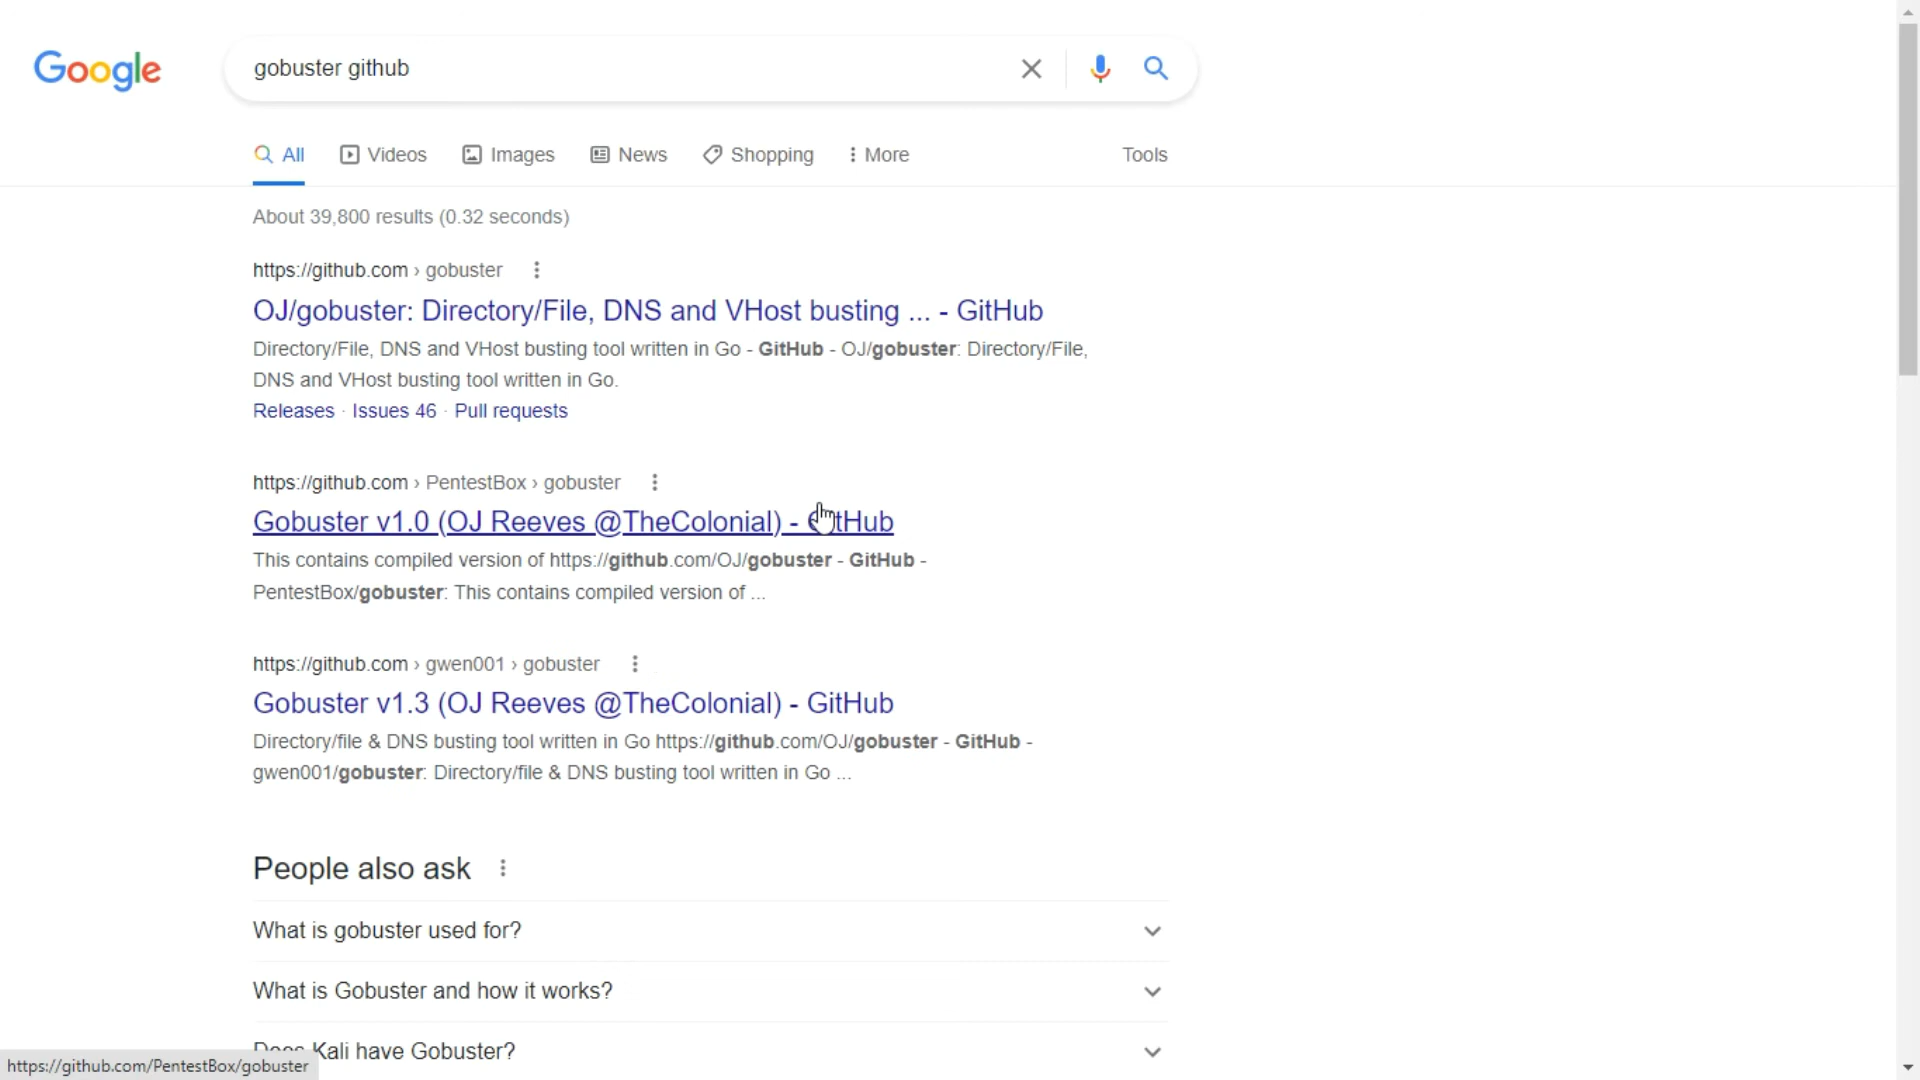 Google
gobuster github
All
Videos
Images
News
Shopping
More
Tools
About 39,800 results (0.32 seconds)
https://github.com › gobuster
OJ/gobuster: Directory/File, DNS and VHost busting ... - GitHub
Directory/File, DNS and VHost busting tool written in Go - GitHub - OJ/gobuster: Directory/File,
DNS and VHost busting tool written in Go.
Releases · Issues 46 · Pull requests
https://github.com › PentestBox › gobuster
Gobuster v1.0 (OJ Reeves @TheColonial) - GitHub
This contains compiled version of https://github.com/OJ/gobuster - GitHub -
PentestBox/gobuster: This contains compiled version of ...
https://github.com › gwen001 › gobuster
Gobuster v1.3 (OJ Reeves @TheColonial) - GitHub
Directory/file & DNS busting tool written in Go https://github.com/OJ/gobuster - GitHub -
gwen001/gobuster: Directory/file & DNS busting tool written in Go ...
People also ask
What is gobuster used for?
What is Gobuster and how it works?
Does Kali have Gobuster?
https://github.com/PentestBox/gobuster